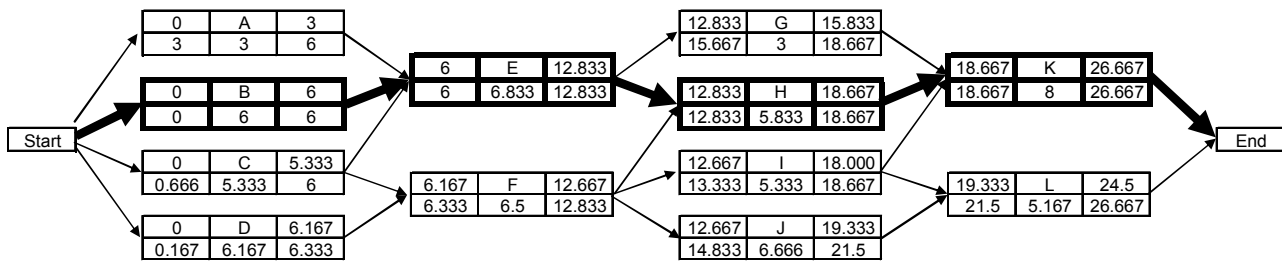 Start
0 A 3
3 3 6
0 B 6
0 6 6
0 C 5.333
0.666 5.333 6
0 D 6.167
0.167 6.167 6.333
6 E 12.833
6 6.833 12.833
6.167 F 12.667
6.333 6.5 12.833
12.833 G 15.833
15.667 3 18.667
12.833 H 18.667
12.833 5.833 18.667
12.667 I 18.000
13.333 5.333 18.667
12.667 J 19.333
14.833 6.666 21.5
18.667 K 26.667
18.667 8 26.667
19.333 L 24.5
21.5 5.167 26.667
End